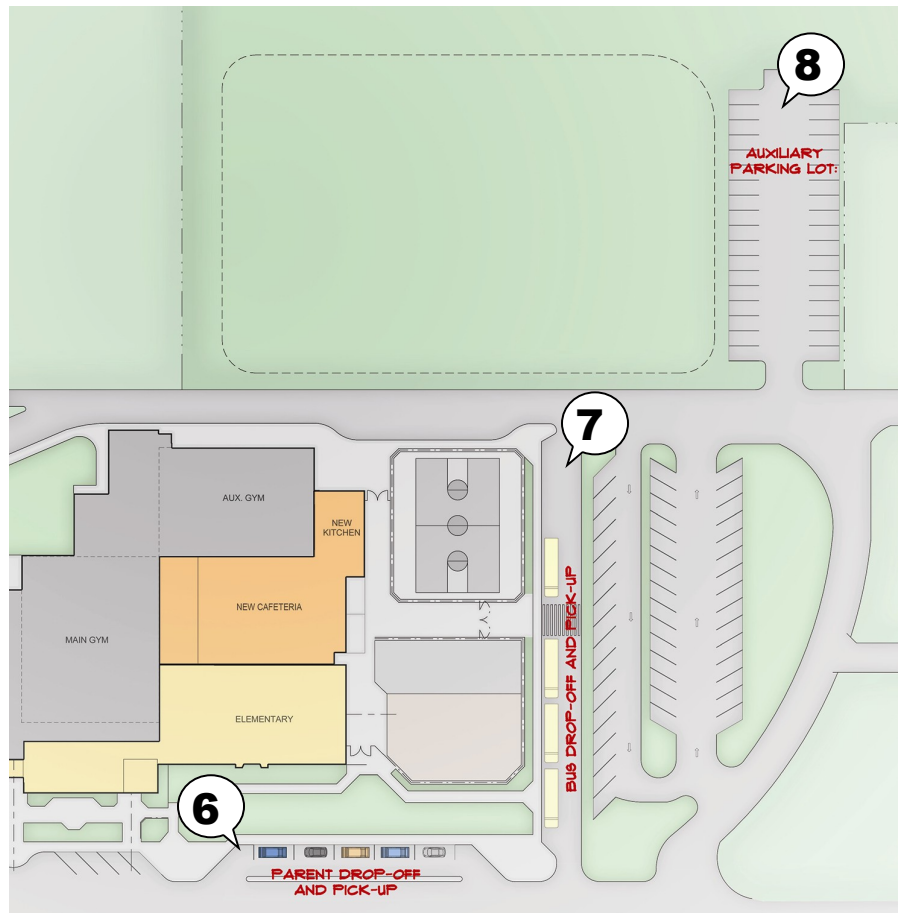 8
AUXILIARY
PARKING LOT:
7
AUX. GYM
NEW
KITCHEN
NEW CAFETERIA
MAIN GYM
BUS DROP-OFF AND PICK-UP
ELEMENTARY
6
PARENT DROP-OFF
AND PICK-UP